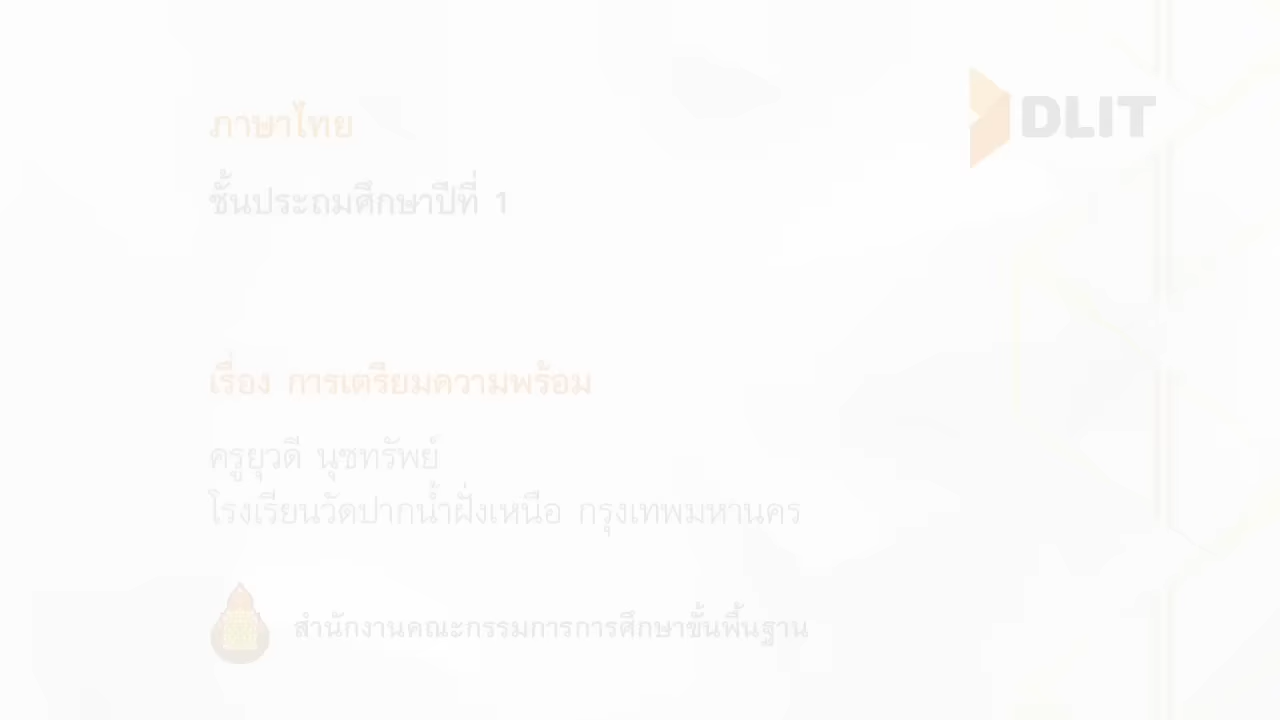 ภาษาไทย
DLIT
ชั้นประถมศึกษาปีที่ 1
เรื่อง การเตรียมความพร้อม
ครูยุวดี นุชทรัพย์
โรงเรียนวัดปากน้ำฝั่งเหนือ กรุงเทพมหานคร
สำนักงานคณะกรรมการการศึกษาขั้นพื้นฐาน